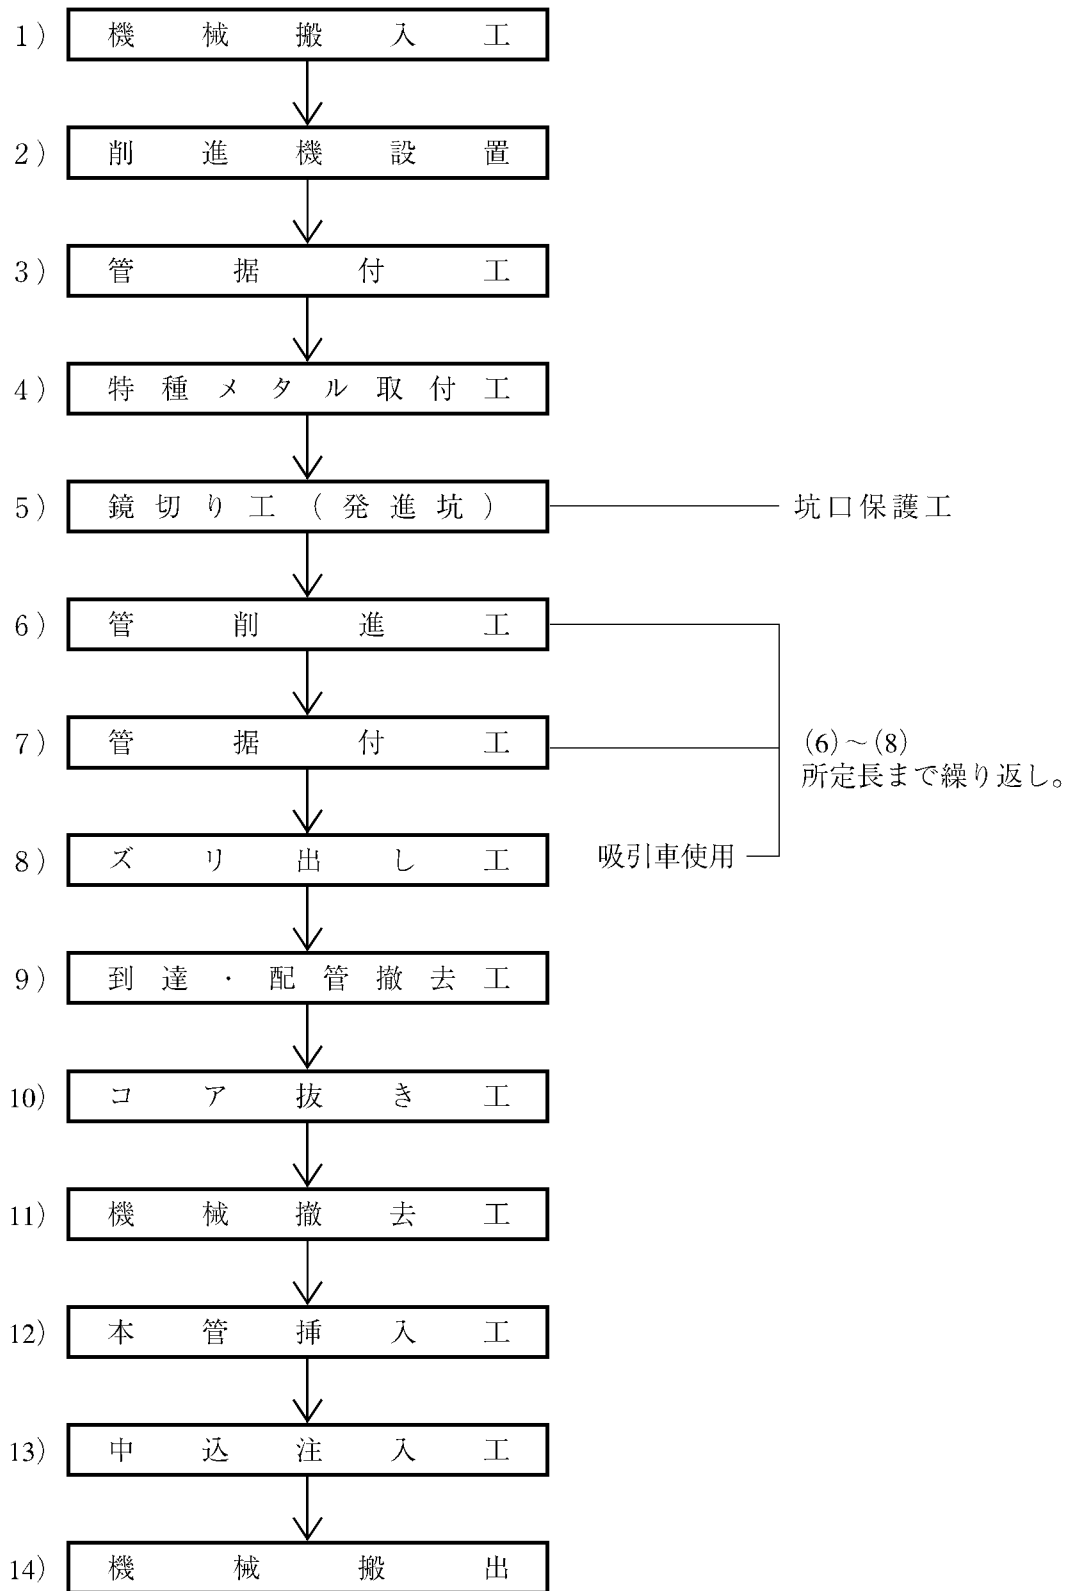 1) 機械搬入工
2) 削進機設置
3) 管据付工
4) 特種メタル取付工
5) 鏡切り工(発進坑)
坑口保護工
6) 管削進工
7) 管据付工
(6)～(8)
所定長まで繰り返し。
8) ズリ出し工
吸引車使用
9) 到達・配管撤去工
10) コア抜き工
11) 機械撤去工
12) 本管挿入工
13) 中込注入工
14) 機械搬出